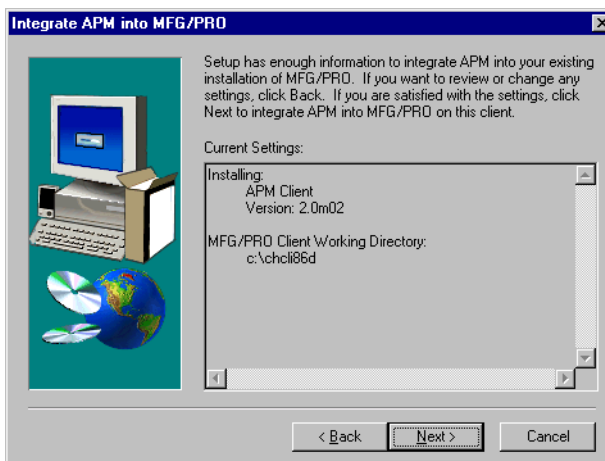 Integrate APM into MFG/PRO
Setup has enough information to integrate APM into your existing
installation of MFG/PRO.  If you want to review or change any
settings, click Back.  If you are satisfied with the settings, click
Next to integrate APM into MFG/PRO on this client.
Current Settings:
Installing:
APM Client
Version: 2.0m02
MFG/PRO Client Working Directory:
c:\chcli86d
< Back
Next >
Cancel